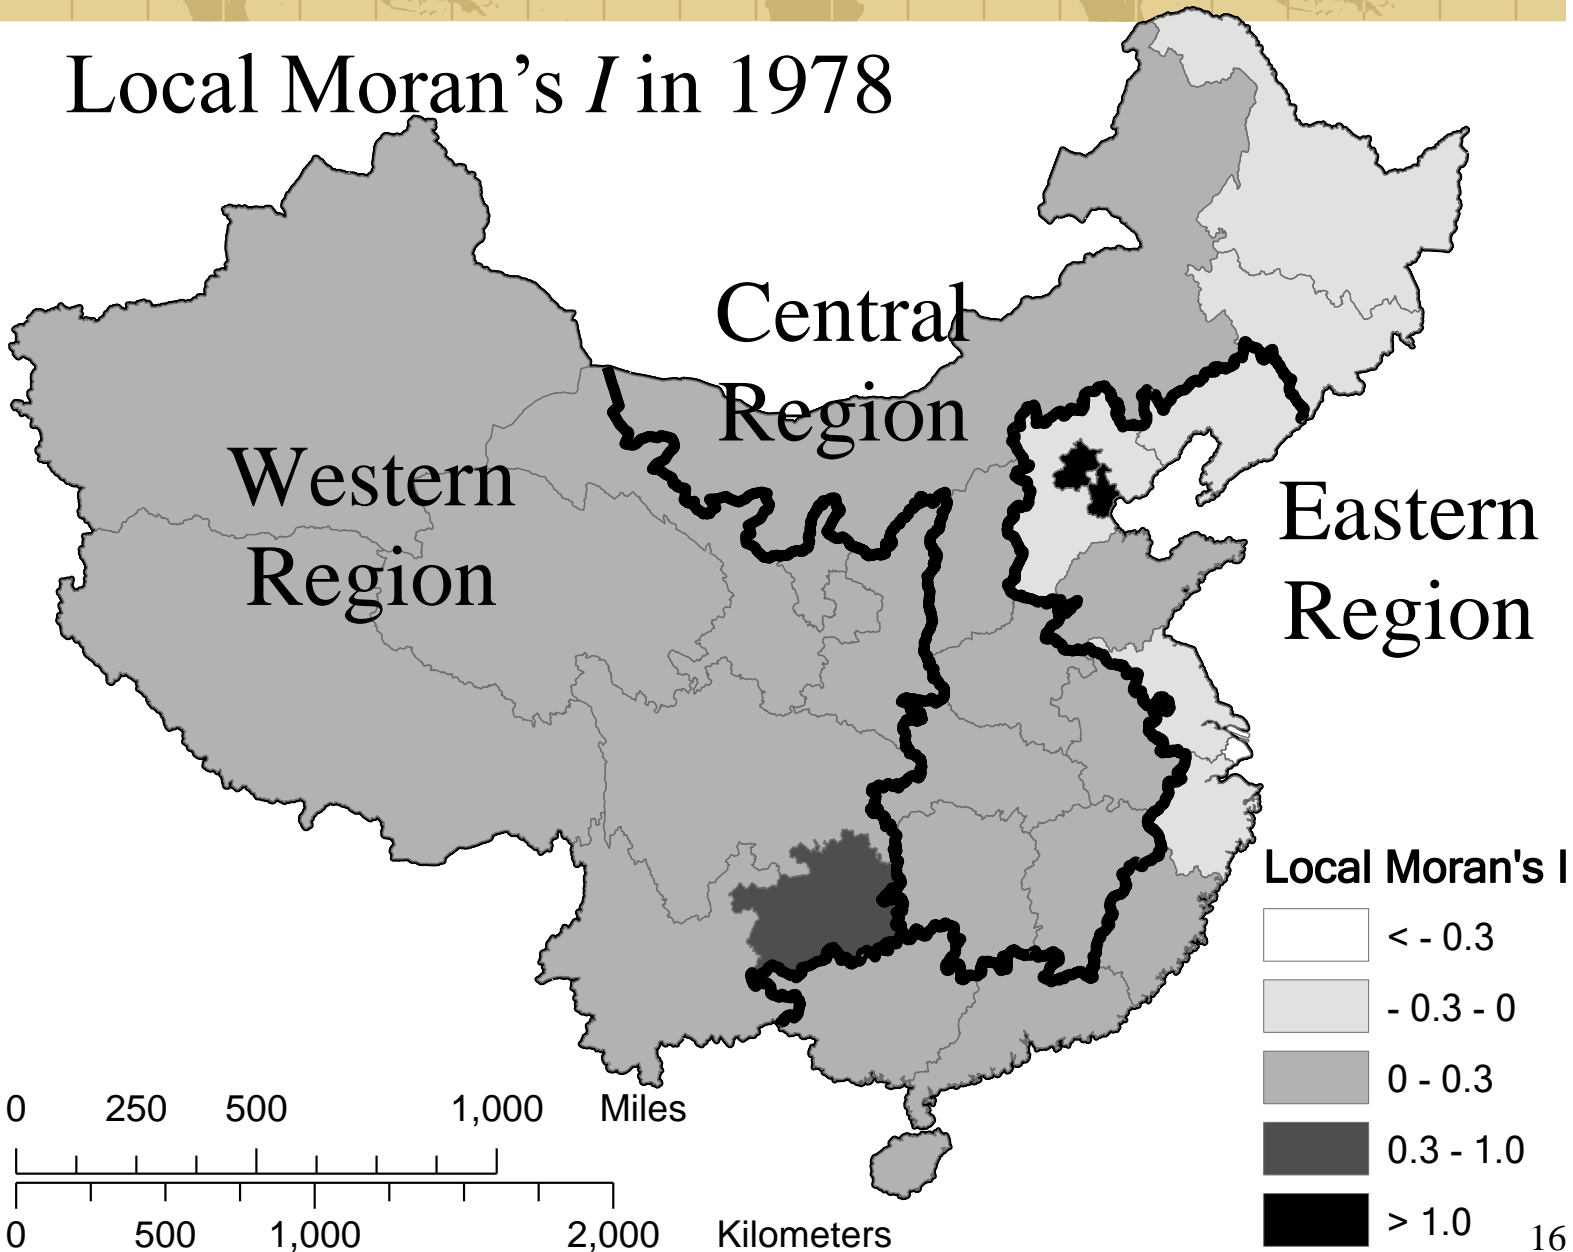 Local Moran's I in 1978
Central
Region
Western
Region
Eastern
Region
Local Moran's I
< - 0.3
- 0.3 - 0
0 - 0.3
0.3 - 1.0
> 1.0
0 250 500 1,000 Miles
0 500 1,000 2,000 Kilometers
16